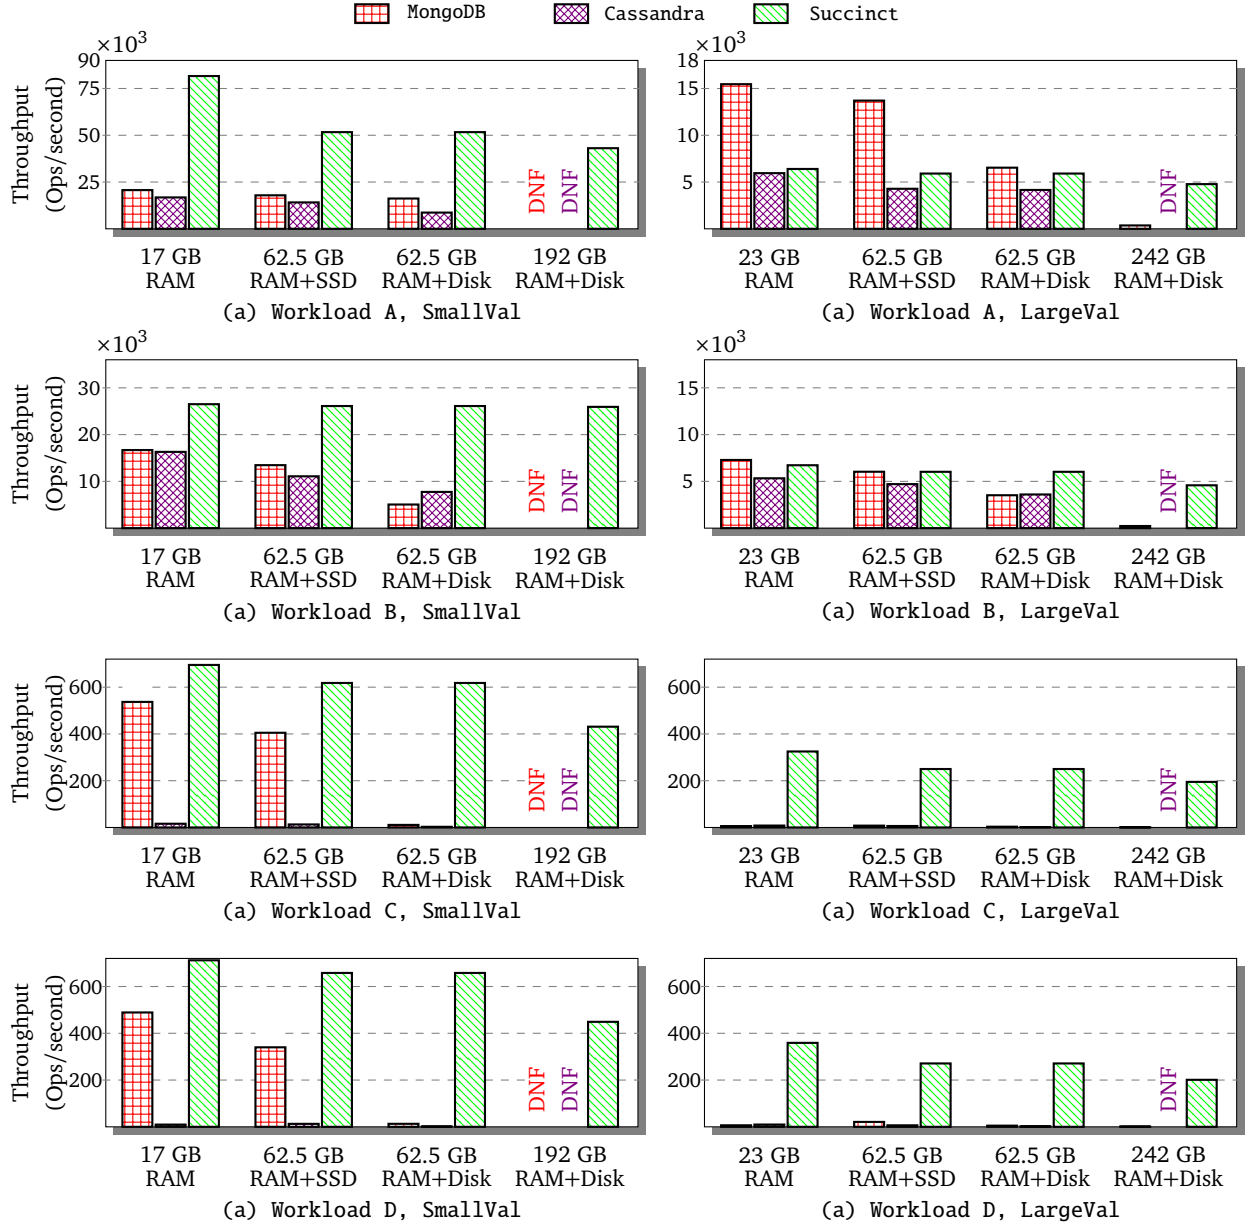 MongoDB Cassandra Succinct
×10³
Throughput
(Ops/second)
90
75
50
25
DNF DNF
17 GB 62.5 GB 62.5 GB 192 GB
RAM RAM+SSD RAM+Disk RAM+Disk
(a) Workload A, SmallVal
×10³
18
15
10
5
DNF
23 GB 62.5 GB 62.5 GB 242 GB
RAM RAM+SSD RAM+Disk RAM+Disk
(a) Workload A, LargeVal
×10³
Throughput
(Ops/second)
30
20
10
DNF DNF
17 GB 62.5 GB 62.5 GB 192 GB
RAM RAM+SSD RAM+Disk RAM+Disk
(a) Workload B, SmallVal
×10³
15
10
5
DNF
23 GB 62.5 GB 62.5 GB 242 GB
RAM RAM+SSD RAM+Disk RAM+Disk
(a) Workload B, LargeVal
Throughput
(Ops/second)
600
400
200
DNF DNF
17 GB 62.5 GB 62.5 GB 192 GB
RAM RAM+SSD RAM+Disk RAM+Disk
(a) Workload C, SmallVal
600
400
200
DNF
23 GB 62.5 GB 62.5 GB 242 GB
RAM RAM+SSD RAM+Disk RAM+Disk
(a) Workload C, LargeVal
Throughput
(Ops/second)
600
400
200
DNF DNF
17 GB 62.5 GB 62.5 GB 192 GB
RAM RAM+SSD RAM+Disk RAM+Disk
(a) Workload D, SmallVal
600
400
200
DNF
23 GB 62.5 GB 62.5 GB 242 GB
RAM RAM+SSD RAM+Disk RAM+Disk
(a) Workload D, LargeVal